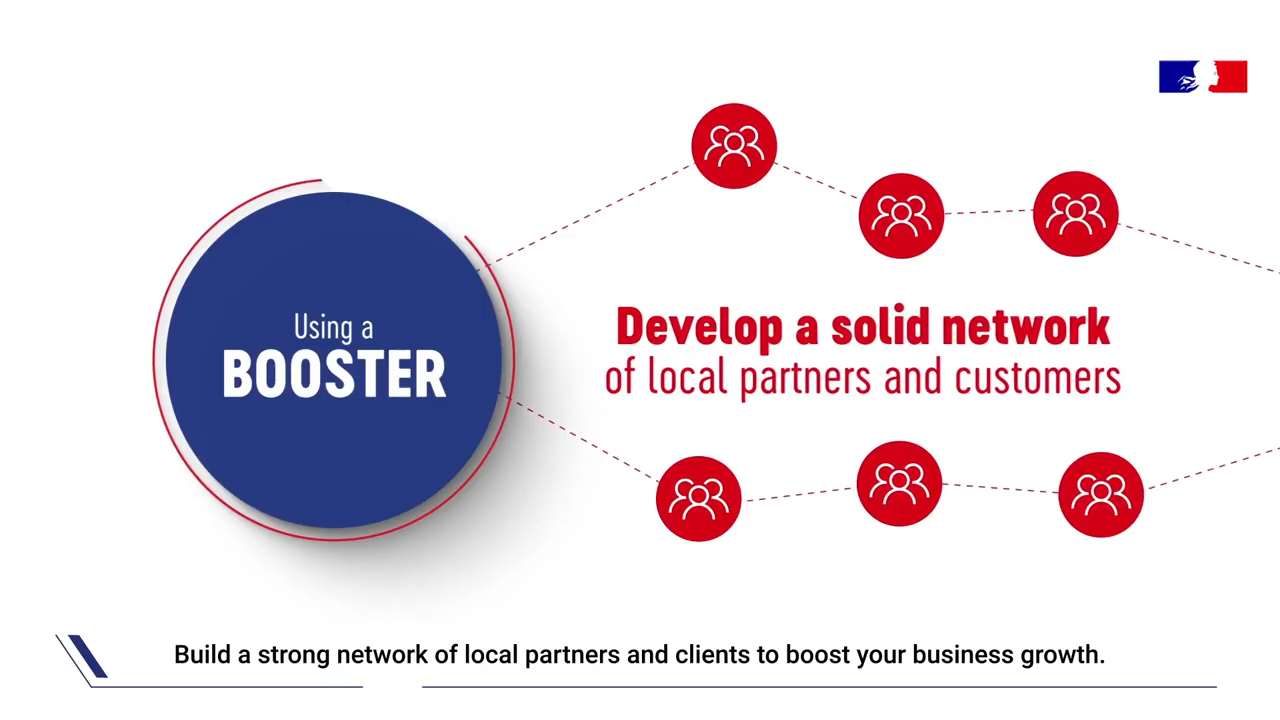 Using a
BOOSTER
Develop a solid network
of local partners and customers
Build a strong network of local partners and clients to boost your business growth.